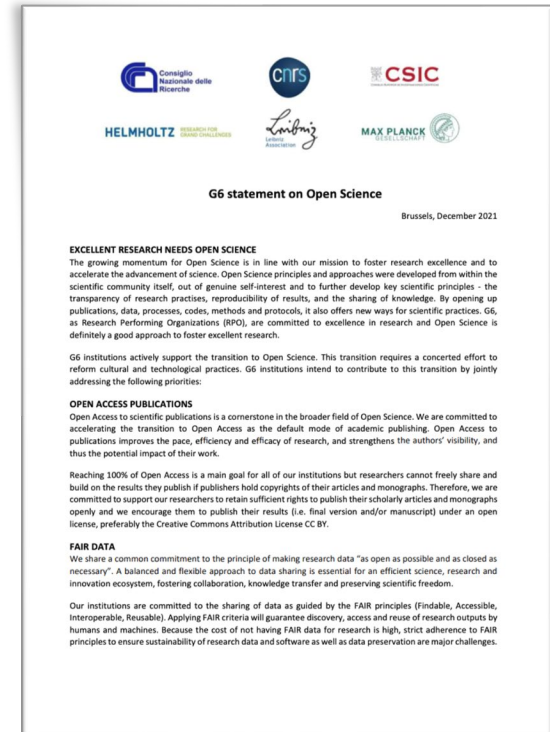 Consiglio
Nazionale delle
Ricerche
cnrs
CSIC
HELMHOLTZ RESEARCH FOR
GRAND CHALLENGES
Leibniz
Leibniz
Association
MAX PLANCK
GESELLSCHAFT
G6 statement on Open Science
Brussels, December 2021
EXCELLENT RESEARCH NEEDS OPEN SCIENCE
The growing momentum for Open Science is in line with our mission to foster research excellence and to
accelerate the advancement of science. Open Science principles and approaches were developed from within the
scientific community itself, out of genuine self-interest and to further develop key scientific principles - the
transparency of research practises, reproducibility of results, and the sharing of knowledge. By opening up
publications, data, processes, codes, methods and protocols, it also offers new ways for scientific practices. G6,
as Research Performing Organizations (RPO), are committed to excellence in research and Open Science is
definitely a good approach to foster excellent research.
G6 institutions actively support the transition to Open Science. This transition requires a concerted effort to
reform cultural and technological practices. G6 institutions intend to contribute to this transition by jointly
addressing the following priorities:
OPEN ACCESS PUBLICATIONS
Open Access to scientific publications is a cornerstone in the broader field of Open Science. We are committed to
accelerating the transition to Open Access as the default mode of academic publishing. Open Access to
publications improves the pace, efficiency and efficacy of research, and strengthens the authors' visibility, and
thus the potential impact of their work.
Reaching 100% of Open Access is a main goal for all of our institutions but researchers cannot freely share and
build on the results they publish if publishers hold copyrights of their articles and monographs. Therefore, we are
committed to support our researchers to retain sufficient rights to publish their scholarly articles and monographs
openly and we encourage them to publish their results (i.e. final version and/or manuscript) under an open
license, preferably the Creative Commons Attribution License CC BY.
FAIR DATA
We share a common commitment to the principle of making research data "as open as possible and as closed as
necessary". A balanced and flexible approach to data sharing is essential for an efficient science, research and
innovation ecosystem, fostering collaboration, knowledge transfer and preserving scientific freedom.
Our institutions are committed to the sharing of data as guided by the FAIR principles (Findable, Accessible,
Interoperable, Reusable). Applying FAIR criteria will guarantee discovery, access and reuse of research outputs by
humans and machines. Because the cost of not having FAIR data for research is high, strict adherence to FAIR
principles to ensure sustainability of research data and software as well as data preservation are major challenges.